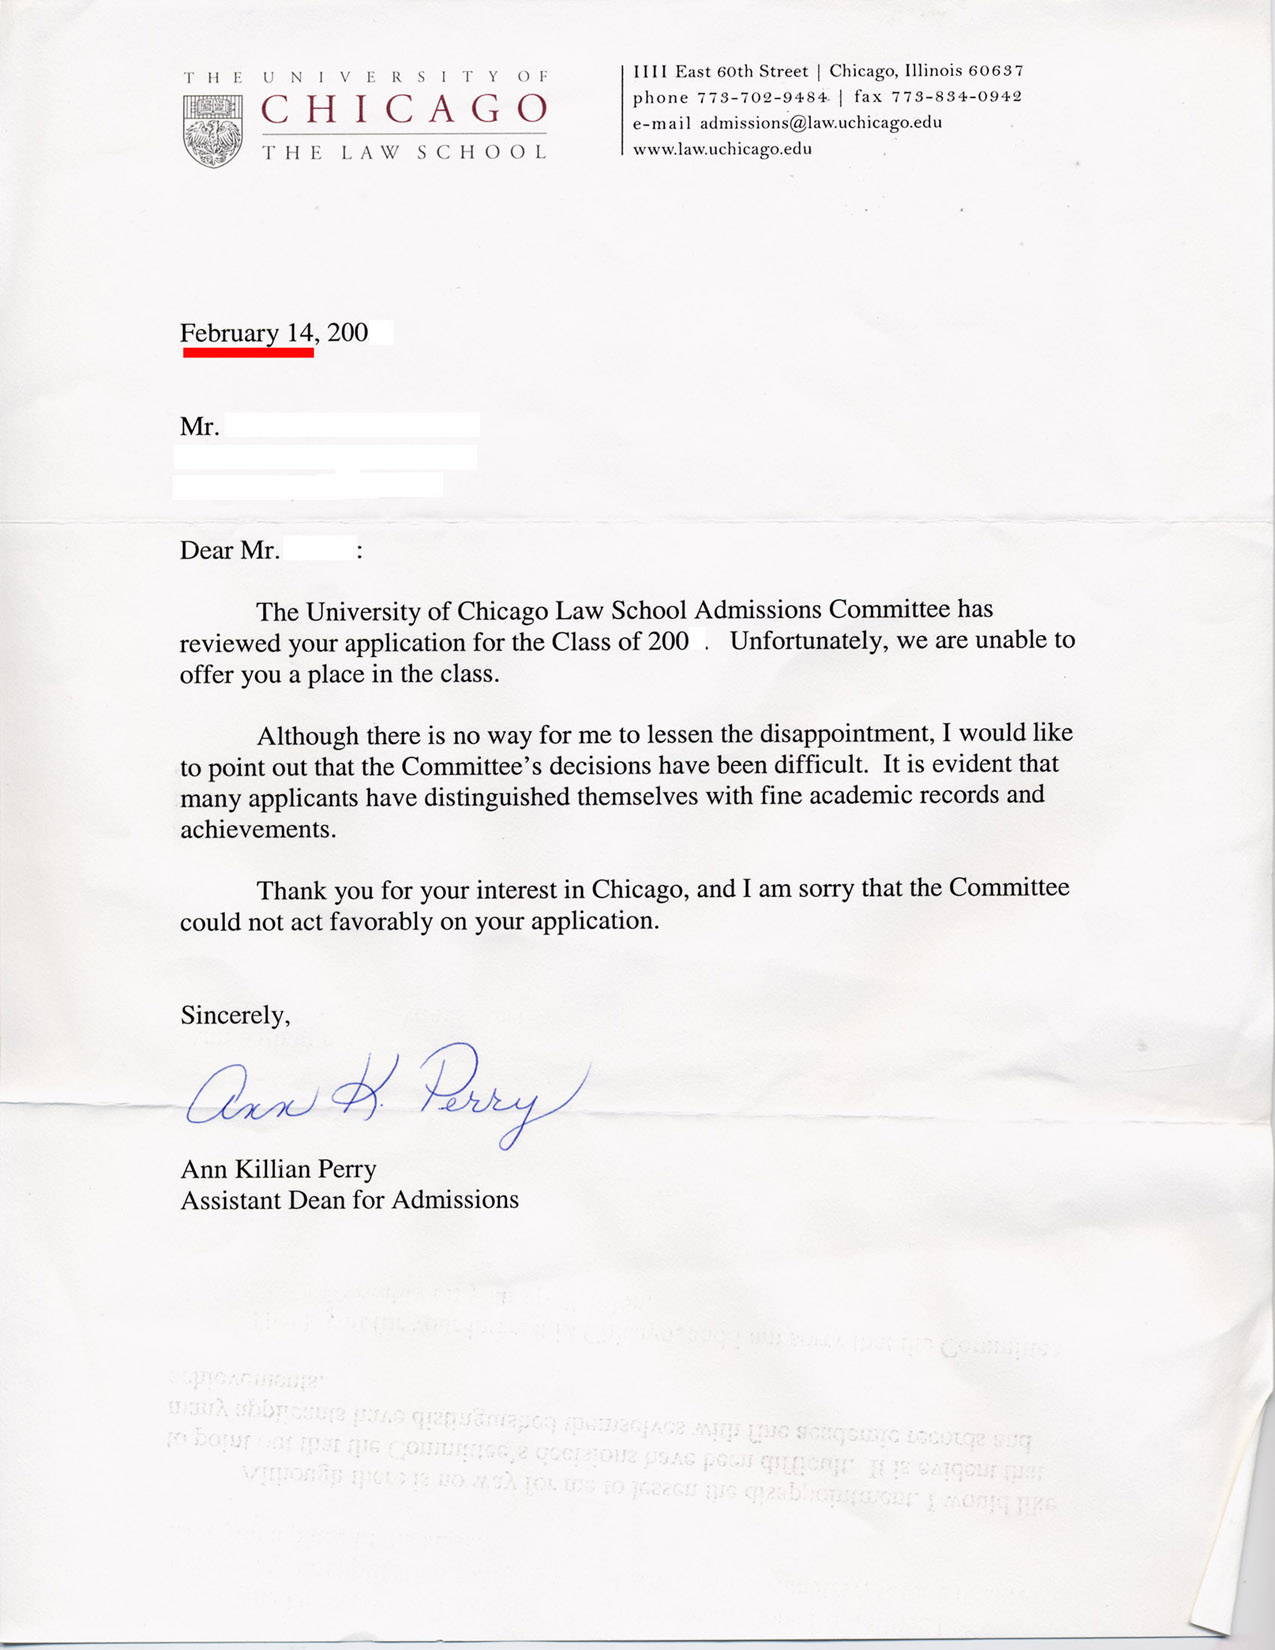 THE UNIVERSITY OF
CHICAGO
THE LAW SCHOOL
1111 East 60th Street | Chicago, Illinois 60637
phone 773-702-9484 | fax 773-834-0942
e-mail admissions@law.uchicago.edu
www.law.uchicago.edu
February 14, 200
Mr.
Dear Mr. :
The University of Chicago Law School Admissions Committee has
reviewed your application for the Class of 200 . Unfortunately, we are unable to
offer you a place in the class.
Although there is no way for me to lessen the disappointment, I would like
to point out that the Committee's decisions have been difficult. It is evident that
many applicants have distinguished themselves with fine academic records and
achievements.
Thank you for your interest in Chicago, and I am sorry that the Committee
could not act favorably on your application.
Sincerely,
Ann K. Perry
Ann Killian Perry
Assistant Dean for Admissions